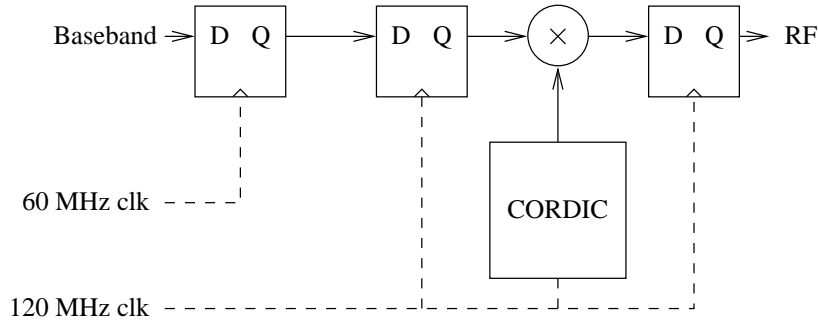 Baseband
D Q
D Q
×
D Q
RF
60 MHz clk
CORDIC
120 MHz clk